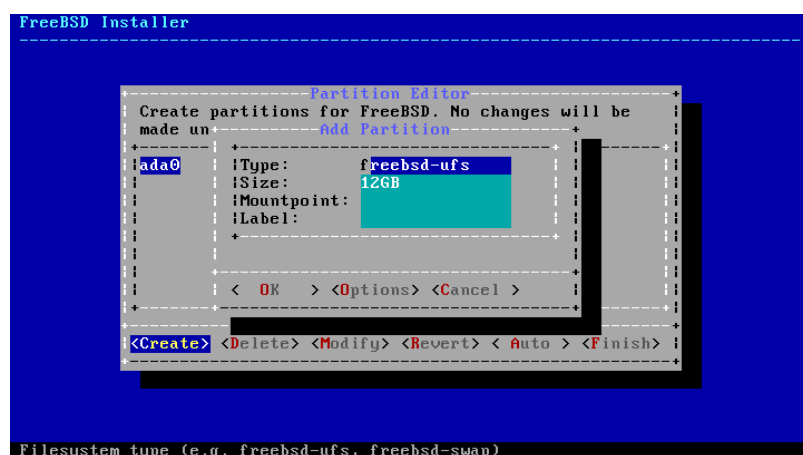 FreeBSD Installer
Partition Editor
Create partitions for FreeBSD. No changes will be
made un
Add Partition
ada0
Type: freebsd-ufs
Size: 12GB
Mountpoint:
Label:
< OK > <Options> <Cancel >
<Create> <Delete> <Modify> <Revert> < Auto > <Finish>
Filesystem type (e.g. freebsd-ufs, freebsd-swap)